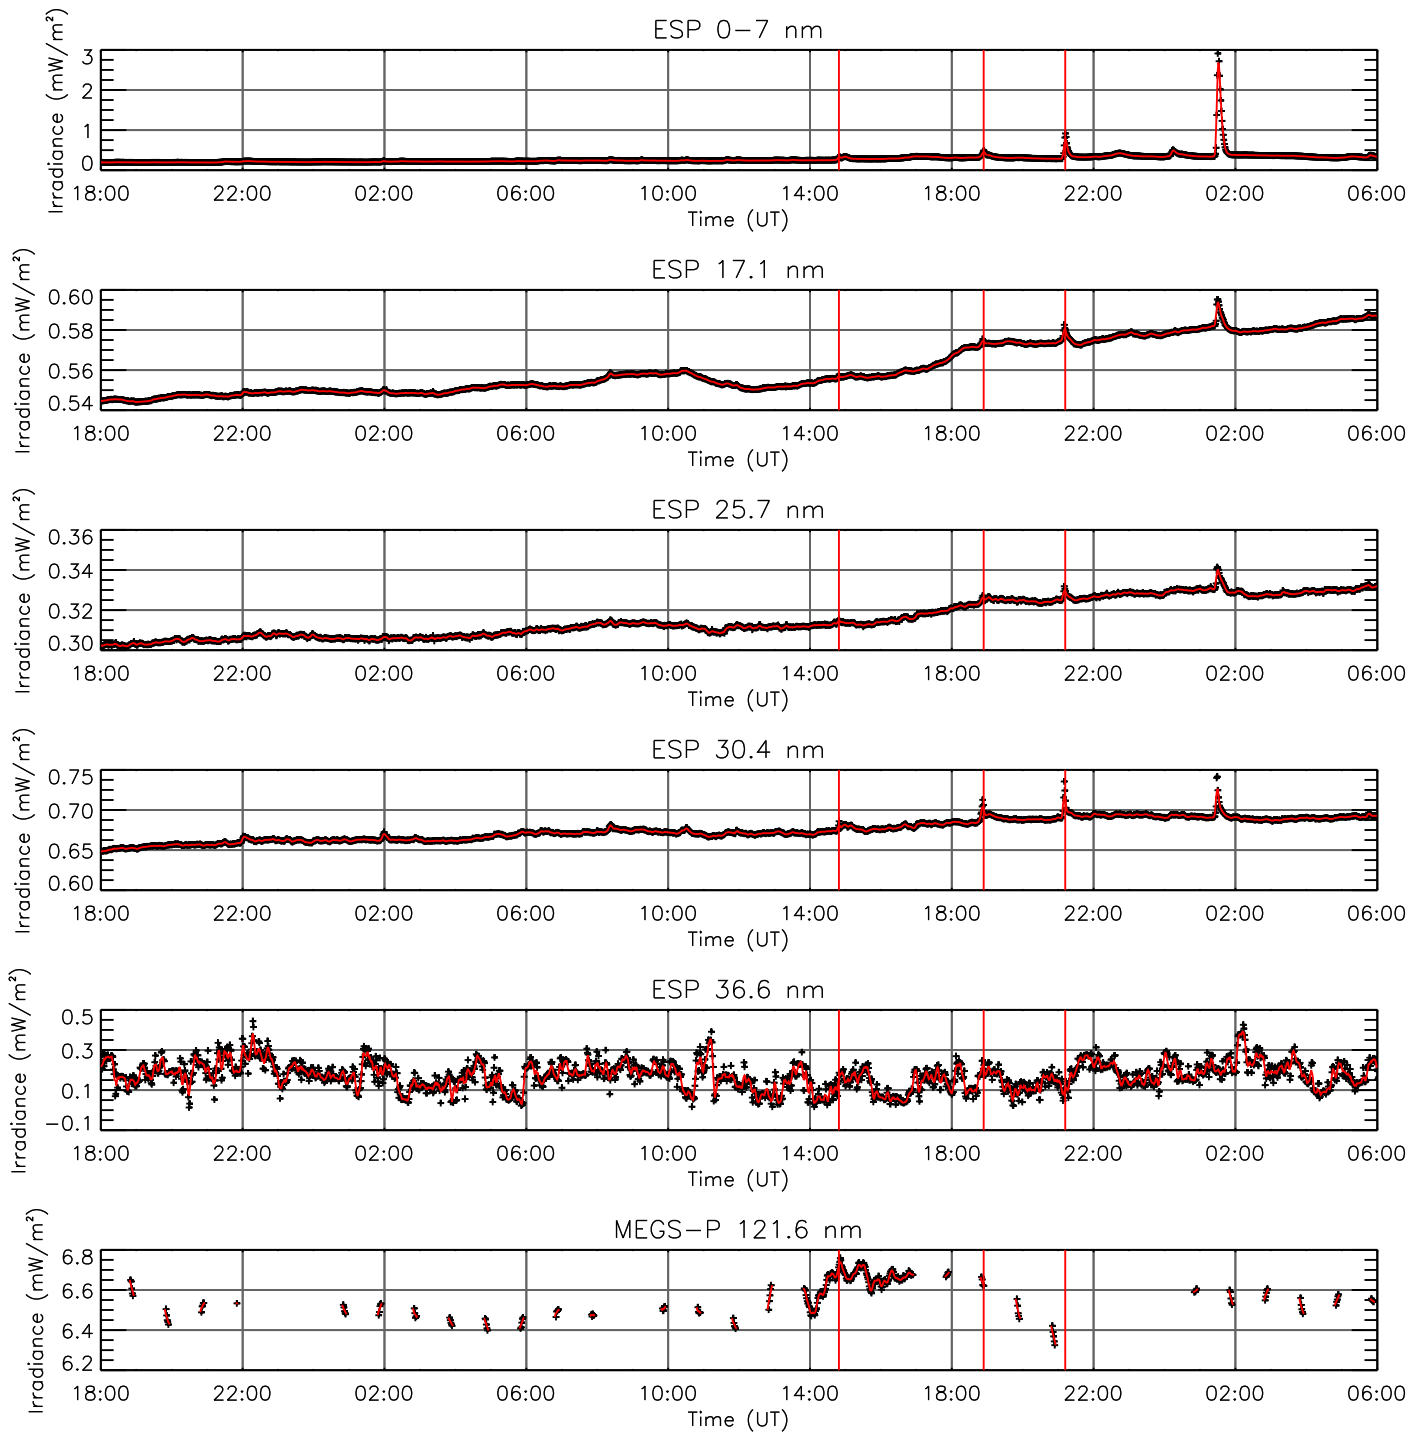 ESP 0-7 nm
Irradiance (mW/m²)
3
2
1
0
18:00 22:00 02:00 06:00 10:00 14:00 18:00 22:00 02:00 06:00
Time (UT)
ESP 17.1 nm
Irradiance (mW/m²)
0.60
0.58
0.56
0.54
18:00 22:00 02:00 06:00 10:00 14:00 18:00 22:00 02:00 06:00
Time (UT)
ESP 25.7 nm
Irradiance (mW/m²)
0.36
0.34
0.32
0.30
18:00 22:00 02:00 06:00 10:00 14:00 18:00 22:00 02:00 06:00
Time (UT)
ESP 30.4 nm
Irradiance (mW/m²)
0.75
0.70
0.65
0.60
18:00 22:00 02:00 06:00 10:00 14:00 18:00 22:00 02:00 06:00
Time (UT)
ESP 36.6 nm
Irradiance (mW/m²)
0.5
0.3
0.1
-0.1
18:00 22:00 02:00 06:00 10:00 14:00 18:00 22:00 02:00 06:00
Time (UT)
MEGS-P 121.6 nm
Irradiance (mW/m²)
6.8
6.6
6.4
6.2
18:00 22:00 02:00 06:00 10:00 14:00 18:00 22:00 02:00 06:00
Time (UT)